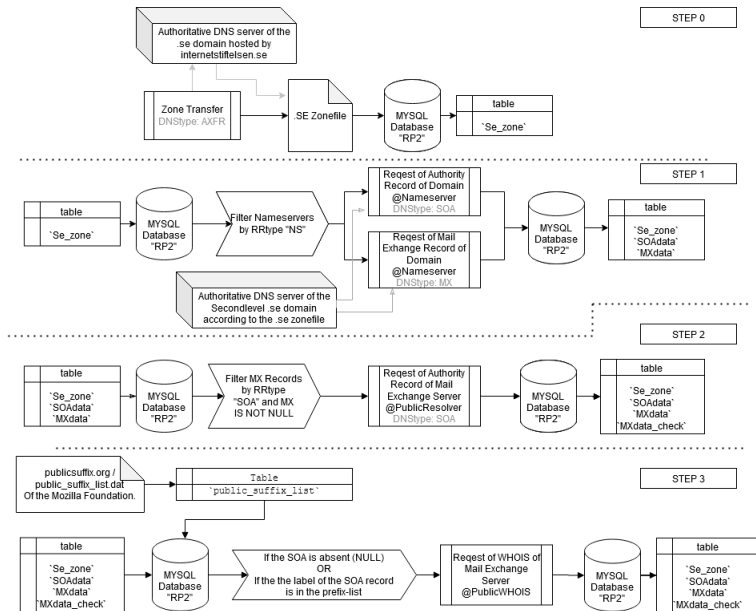 Authoritative DNS server of the
.se domain hosted by
internetstiftelsen.se
STEP 0
Zone Transfer
DNStype: AXFR
.SE Zonefile
MYSQL
Database
"RP2"
table
`Se_zone`
STEP 1
table
`Se_zone`
MYSQL
Database
"RP2"
Filter Nameservers
by RRtype "NS"
Reqest of Authority
Record of Domain
@Nameserver
DNStype: SOA
Reqest of Mail
Exhange Record of
Domain
@Nameserver
DNStype: MX
MYSQL
Database
"RP2"
table
`Se_zone`
`SOAdata`
`MXdata`
Authoritative DNS server of the
Secondlevel .se domain
according to the .se zonefile
STEP 2
table
`Se_zone`
`SOAdata`
`MXdata`
MYSQL
Database
"RP2"
Filter MX Records
by RRtype
"SOA" and MX
IS NOT NULL
Reqest of Authority
Record of Mail
Exchange Server
@PublicResolver
DNStype: SOA
MYSQL
Database
"RP2"
table
`Se_zone`
`SOAdata`
`MXdata`
`MXdata_check`
STEP 3
publicsuffix.org /
public_suffix_list.dat
Of the Mozilla Foundation.
Table
`public_suffix_list`
table
`Se_zone`
`SOAdata`
`MXdata`
`MXdata_check`
MYSQL
Database
"RP2"
If the SOA is absent (NULL)
OR
If the the label of the SOA record
is in the prefix-list
Reqest of WHOIS of
Mail Exchange
Server
@PublicWHOIS
MYSQL
Database
"RP2"
table
`Se_zone`
`SOAdata`
`MXdata`
`MXdata_check`